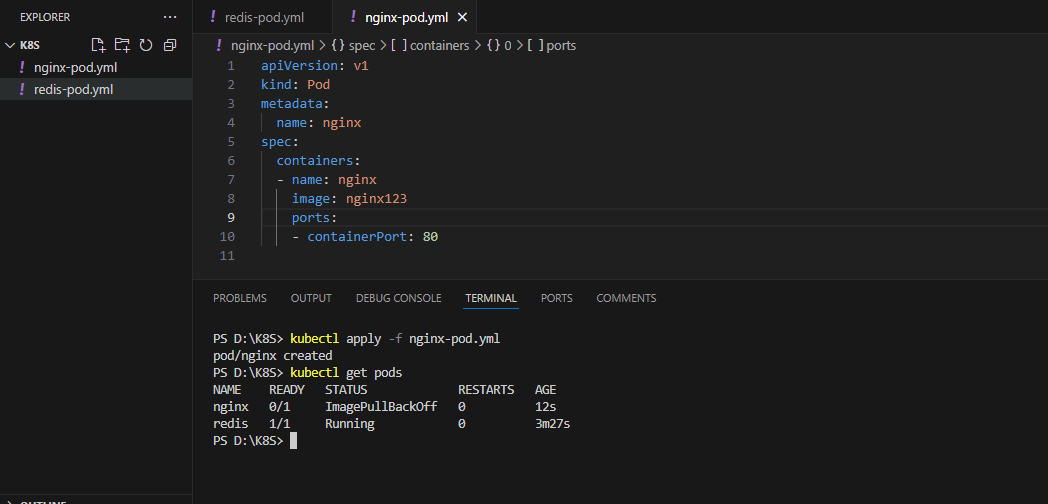 EXPLORER ...
K8S
! nginx-pod.yml
! redis-pod.yml
! redis-pod.yml ! nginx-pod.yml
! nginx-pod.yml > {} spec > [ ] containers > {} 0 > [ ] ports
1 apiVersion: v1
2 kind: Pod
3 metadata:
4 name: nginx
5 spec:
6 containers:
7 - name: nginx
8 image: nginx123
9 ports:
10 - containerPort: 80
11
PROBLEMS OUTPUT DEBUG CONSOLE TERMINAL PORTS COMMENTS
PS D:\K8S> kubectl apply -f nginx-pod.yml
pod/nginx created
PS D:\K8S> kubectl get pods
NAME READY STATUS RESTARTS AGE
nginx 0/1 ImagePullBackOff 0 12s
redis 1/1 Running 0 3m27s
PS D:\K8S>
OUTLINE